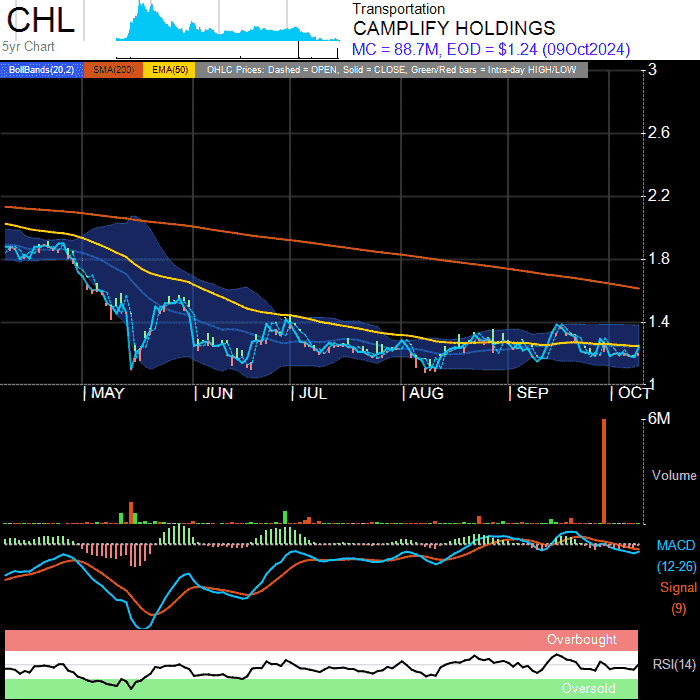 CHL
5yr Chart
Transportation
CAMPLIFY HOLDINGS
MC = 88.7M, EOD = $1.24 (09Oct2024)
BollBands(20,2) SMA(200) EMA(50) OHLC Prices: Dashed = OPEN, Solid = CLOSE, Green/Red bars = Intra-day HIGH/LOW
3
2.6
2.2
1.8
1.4
1
MAY JUN JUL AUG SEP OCT
6M
Volume
MACD
(12-26)
Signal
(9)
Overbought
RSI(14)
Oversold